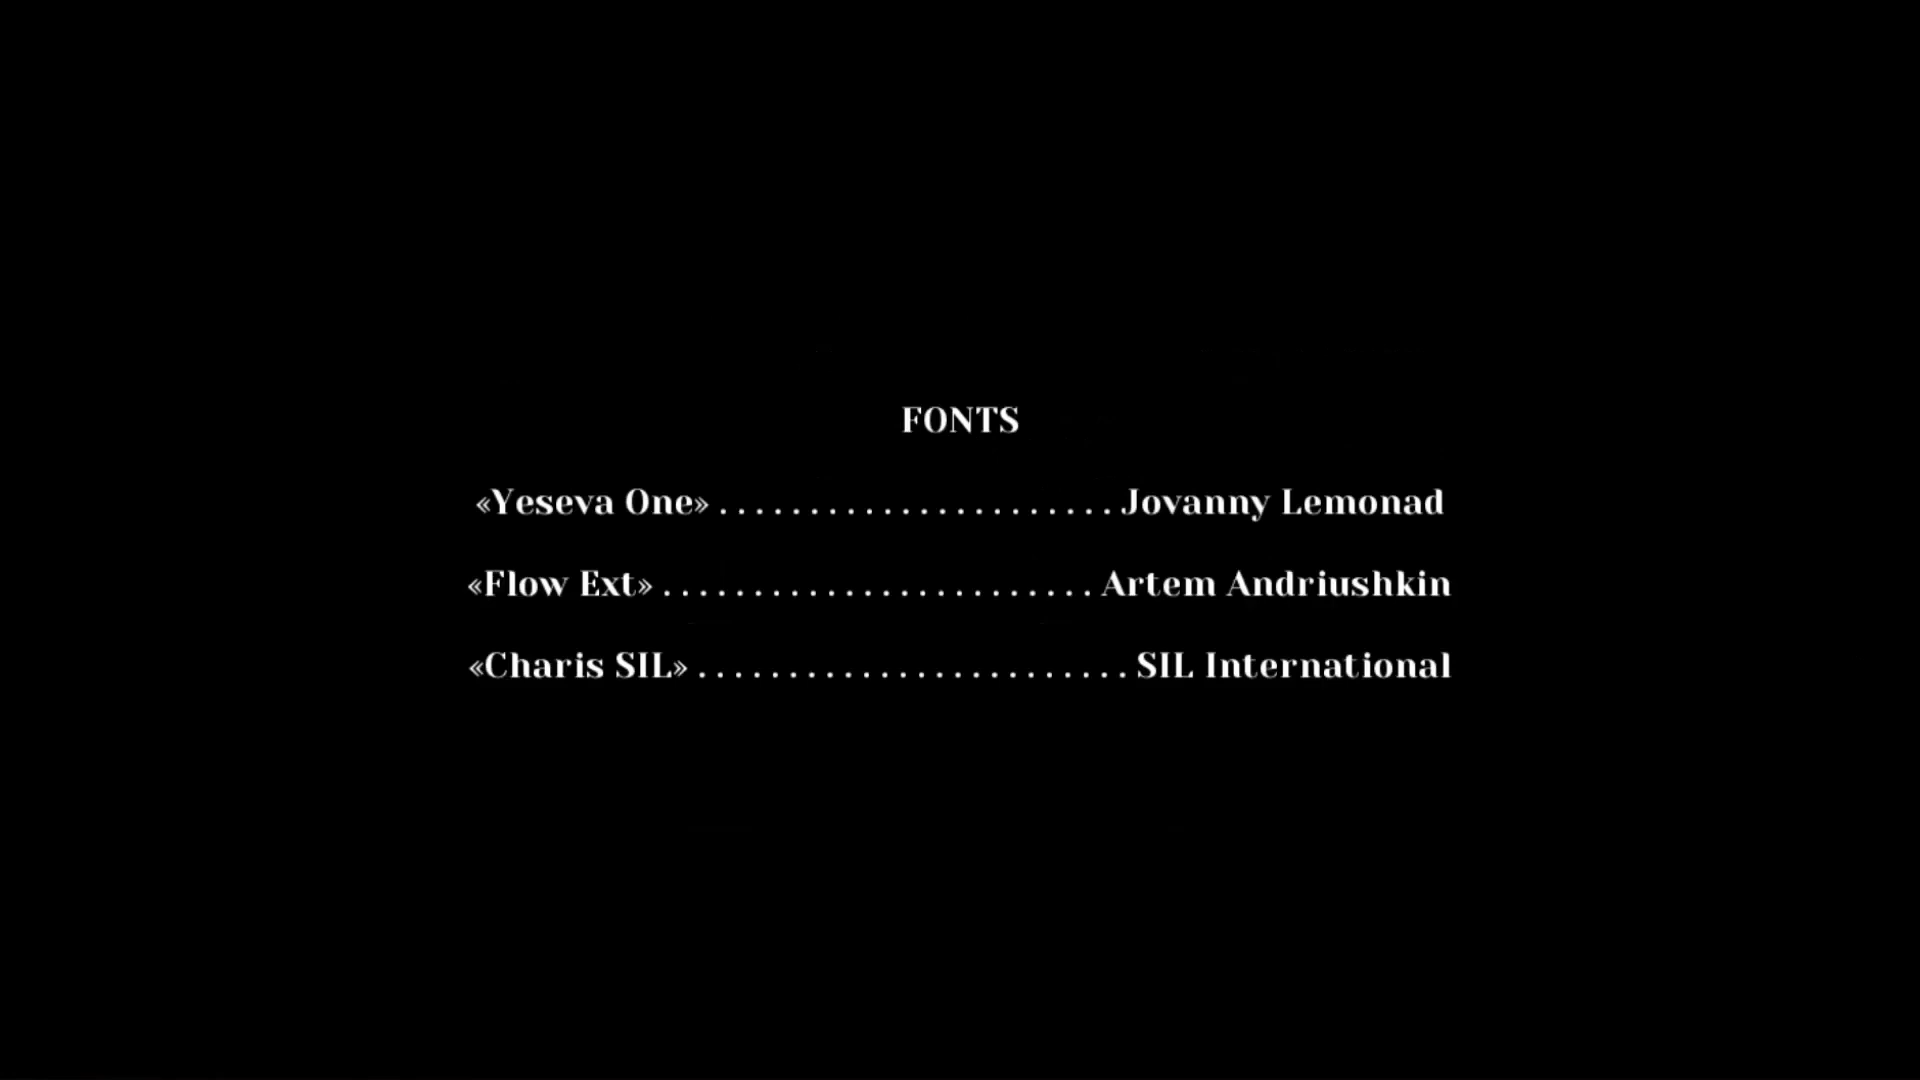 FONTS
«Yeseva One» ...................... Jovanny Lemonad
«Flow Ext» ........................ Artem Andriushkin
«Charis SIL» ........................ SIL International